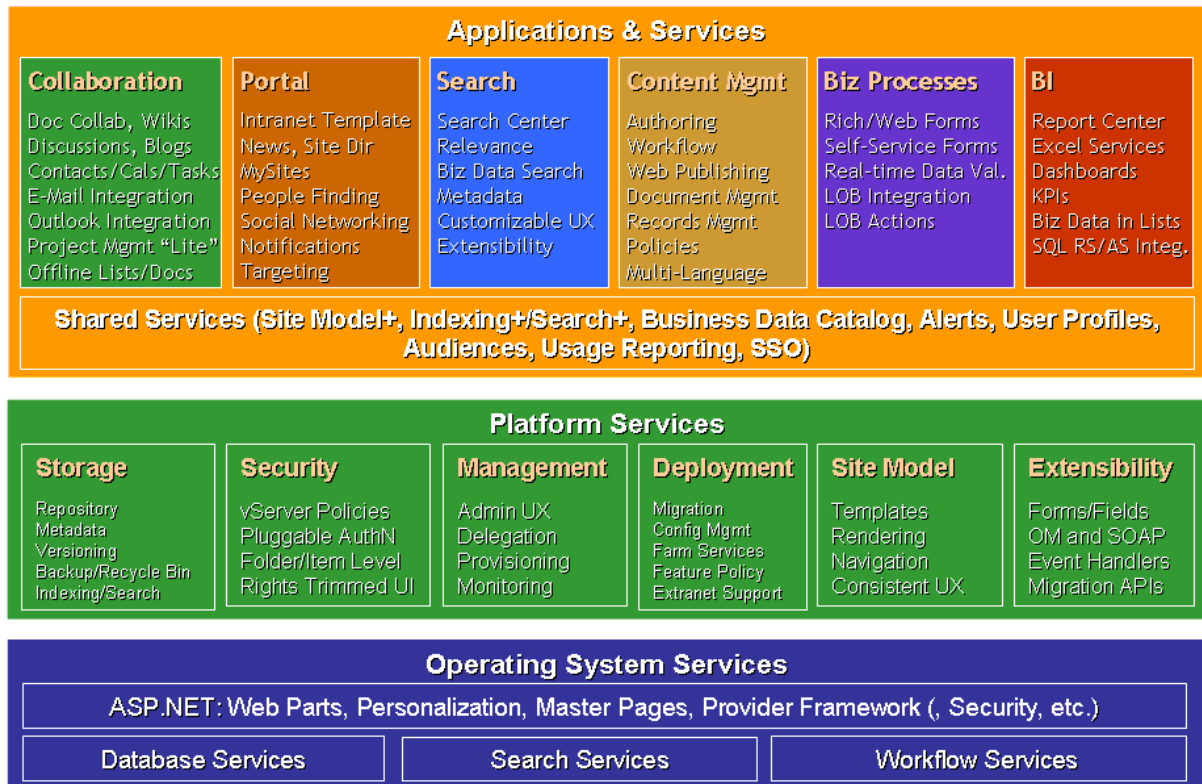 Applications & Services
Collaboration
Doc Collab, Wikis
Discussions, Blogs
Contacts/Cals/Tasks
E-Mail Integration
Outlook Integration
Project Mgmt “Lite”
Offline Lists/Docs
Portal
Intranet Template
News, Site Dir
MySites
People Finding
Social Networking
Notifications
Targeting
Search
Search Center
Relevance
Biz Data Search
Metadata
Customizable UX
Extensibility
Content Mgmt
Authoring
Workflow
Web Publishing
Document Mgmt
Records Mgmt
Policies
Multi-Language
Biz Processes
Rich/Web Forms
Self-Service Forms
Real-time Data Val.
LOB Integration
LOB Actions
BI
Report Center
Excel Services
Dashboards
KPIs
Biz Data in Lists
SQL RS/AS Integ.
Shared Services (Site Model+, Indexing+/Search+, Business Data Catalog, Alerts, User Profiles,
Audiences, Usage Reporting, SSO)
Platform Services
Storage
Repository
Metadata
Versioning
Backup/Recycle Bin
Indexing/Search
Security
vServer Policies
Pluggable AuthN
Folder/Item Level
Rights Trimmed UI
Management
Admin UX
Delegation
Provisioning
Monitoring
Deployment
Migration
Config Mgmt
Farm Services
Feature Policy
Extranet Support
Site Model
Templates
Rendering
Navigation
Consistent UX
Extensibility
Forms/Fields
OM and SOAP
Event Handlers
Migration APIs
Operating System Services
ASP.NET: Web Parts, Personalization, Master Pages, Provider Framework (, Security, etc.)
Database Services
Search Services
Workflow Services